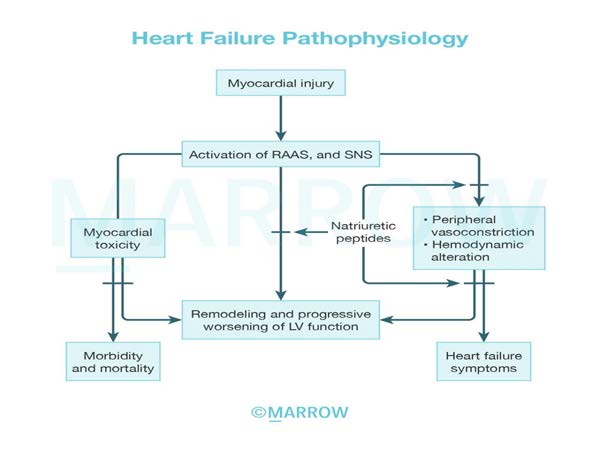 Heart Failure Pathophysiology
Myocardial injury
Activation of RAAS, and SNS
MARROW
Myocardial
toxicity
Natriuretic
peptides
• Peripheral
vasoconstriction
• Hemodynamic
alteration
Remodeling and progressive
worsening of LV function
Morbidity
and mortality
Heart failure
symptoms
©MARROW